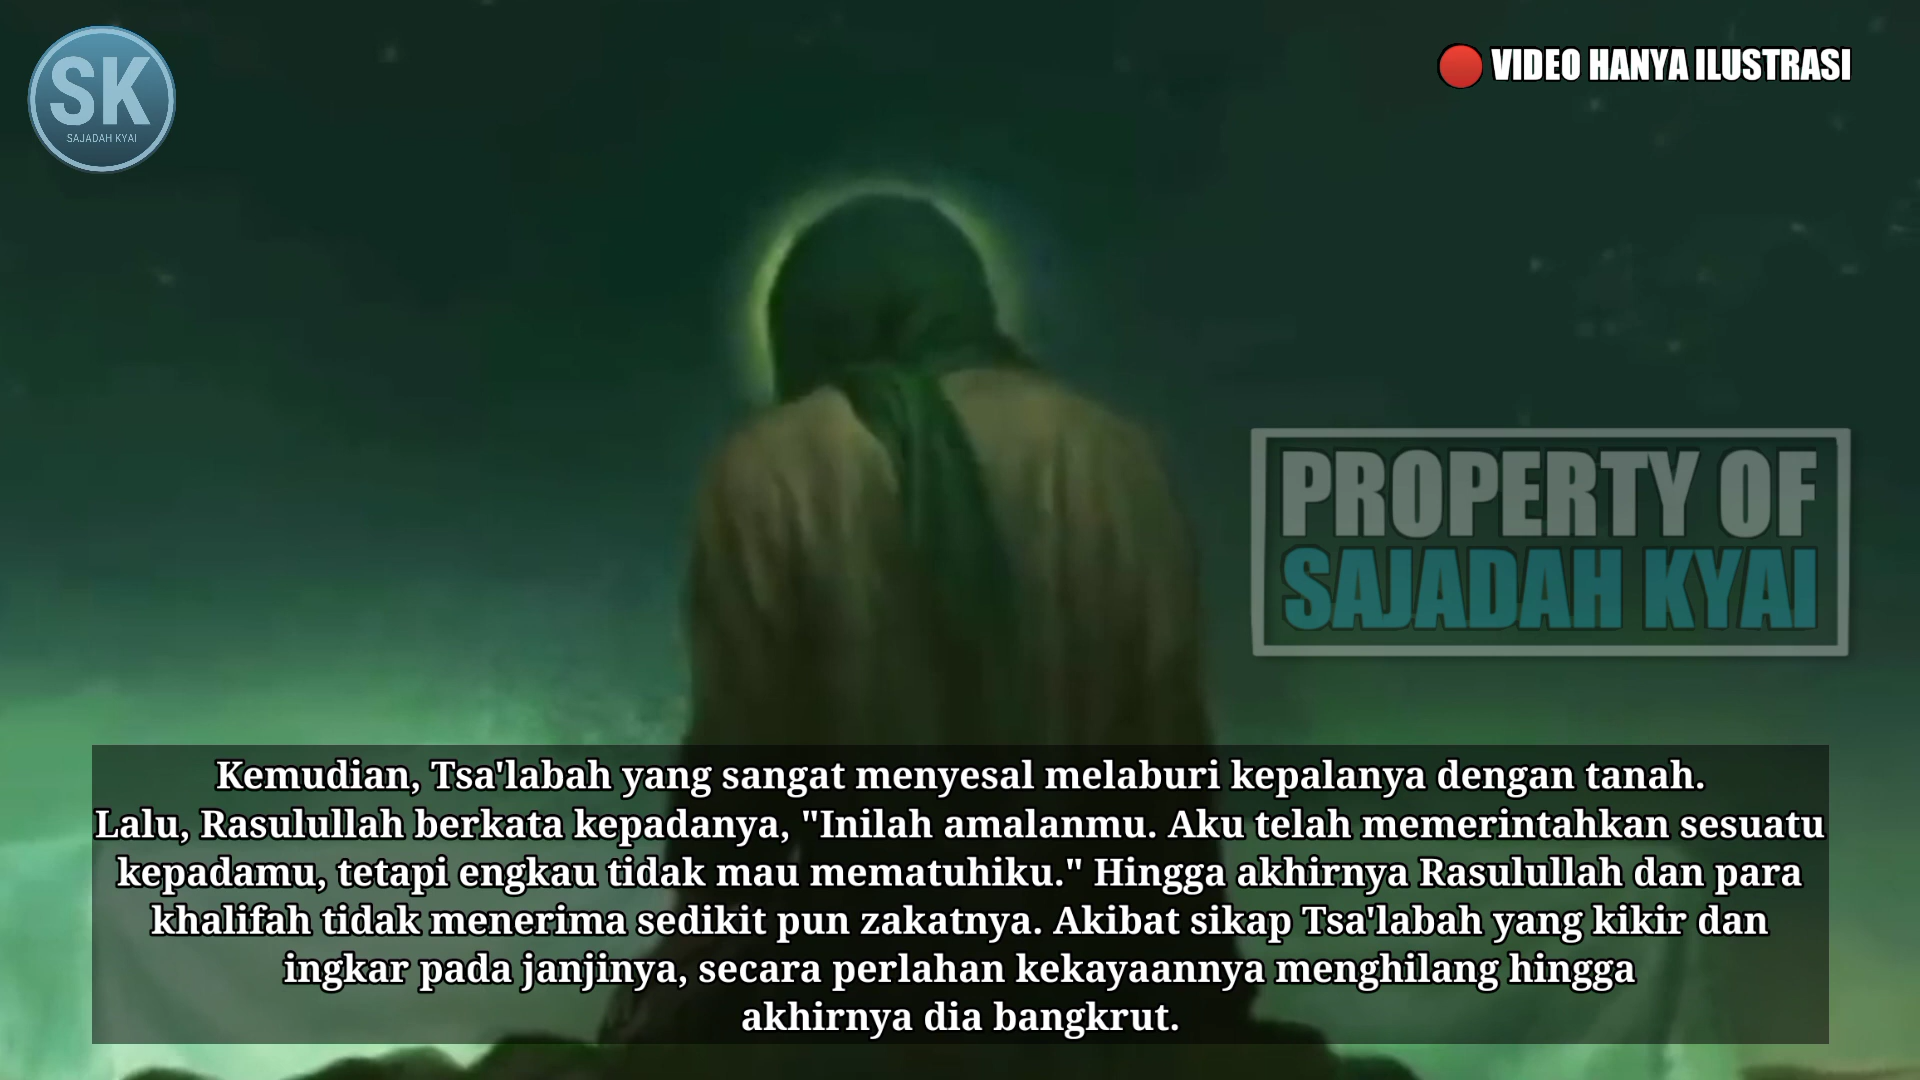 SK
SAJADAH KYAI
VIDEO HANYA ILUSTRASI
PROPERTY OF
SAJADAH KYAI
Kemudian, Tsa'labah yang sangat menyesal melaburi kepalanya dengan tanah.
Lalu, Rasulullah berkata kepadanya, "Inilah amalanmu. Aku telah memerintahkan sesuatu
kepadamu, tetapi engkau tidak mau mematuhiku." Hingga akhirnya Rasulullah dan para
khalifah tidak menerima sedikit pun zakatnya. Akibat sikap Tsa'labah yang kikir dan
ingkar pada janjinya, secara perlahan kekayaannya menghilang hingga
akhirnya dia bangkrut.